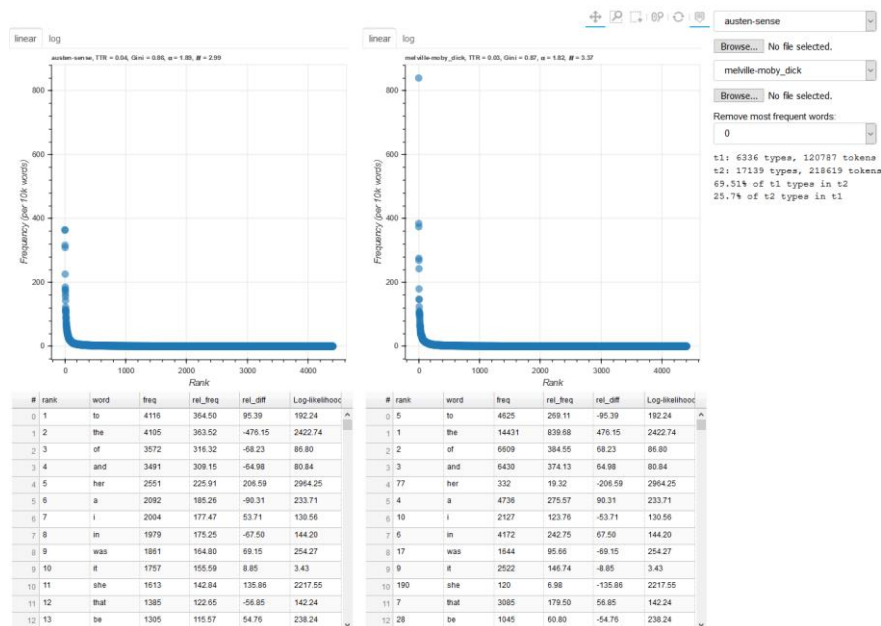 linear log
austen-sense, TTR = 0.04, Gini = 0.86, α = 1.89, H = 2.99
800
600
400
200
0
Frequency (per 10k words)
0 1000 2000 3000 4000
Rank
linear log
melville-moby_dick, TTR = 0.03, Gini = 0.87, α = 1.82, H = 3.37
800
600
400
200
0
Frequency (per 10k words)
0 1000 2000 3000 4000
Rank
austen-sense
Browse... No file selected.
melville-moby_dick
Browse... No file selected.
Remove most frequent words:
0
t1: 6336 types, 120787 tokens
t2: 17139 types, 218619 tokens
69.51% of t1 types in t2
25.7% of t2 types in t1
# rank word freq rel_freq rel_diff Log-likelihood
0 1 to 4116 364.50 95.39 192.24
1 2 the 4105 363.52 -476.15 2422.74
2 3 of 3572 316.32 -68.23 86.80
3 4 and 3491 309.15 -64.98 80.84
4 5 her 2551 225.91 206.59 2964.25
5 6 a 2092 185.26 -90.31 233.71
6 7 i 2004 177.47 53.71 130.56
7 8 in 1979 175.25 -67.50 144.20
8 9 was 1861 164.80 69.15 254.27
9 10 it 1757 155.59 8.85 3.43
10 11 she 1613 142.84 135.86 2217.55
11 12 that 1385 122.65 -56.85 142.24
12 13 be 1305 115.57 54.76 238.24
# rank word freq rel_freq rel_diff Log-likelihood
0 5 to 4625 269.11 -95.39 192.24
1 1 the 14431 839.68 476.15 2422.74
2 2 of 6609 384.55 68.23 86.80
3 3 and 6430 374.13 64.98 80.84
4 77 her 332 19.32 -206.59 2964.25
5 4 a 4736 275.57 90.31 233.71
6 10 i 2127 123.76 -53.71 130.56
7 6 in 4172 242.75 67.50 144.20
8 17 was 1644 95.66 -69.15 254.27
9 9 it 2522 146.74 -8.85 3.43
10 190 she 120 6.98 -135.86 2217.55
11 7 that 3085 179.50 56.85 142.24
12 28 be 1045 60.80 -54.76 238.24